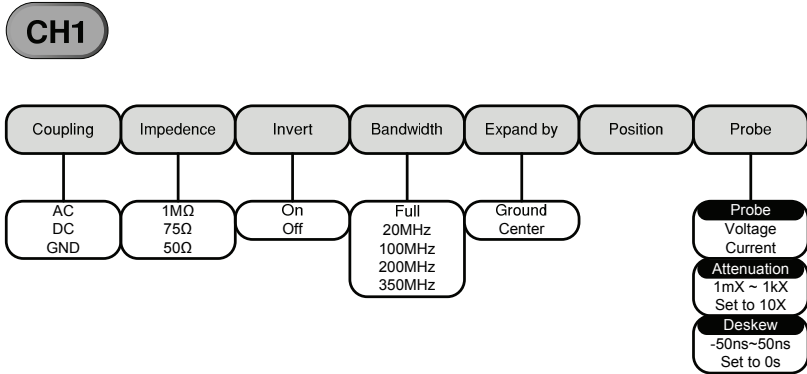 CH1
Coupling
Impedence
Invert
Bandwidth
Expand by
Position
Probe
AC
DC
GND
1MΩ
75Ω
50Ω
On
Off
Full
20MHz
100MHz
200MHz
350MHz
Ground
Center
Probe
Voltage
Current
Attenuation
1mX ~ 1kX
Set to 10X
Deskew
-50ns~50ns
Set to 0s